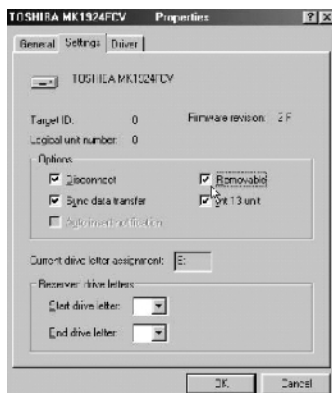 TOSHIBA MK1924FCV Properties
General Settings Driver
TOSHIBA MK1924FCV
Target ID: 0 Firmware revision: 2 F
Logical unit number: 0
Options
Disconnect Removable
Sync data transfer Int 13 unit
Auto insert notification
Current drive letter assignment: E:
Reserver drive letters
Start drive letter:
End drive letter:
OK Cancel